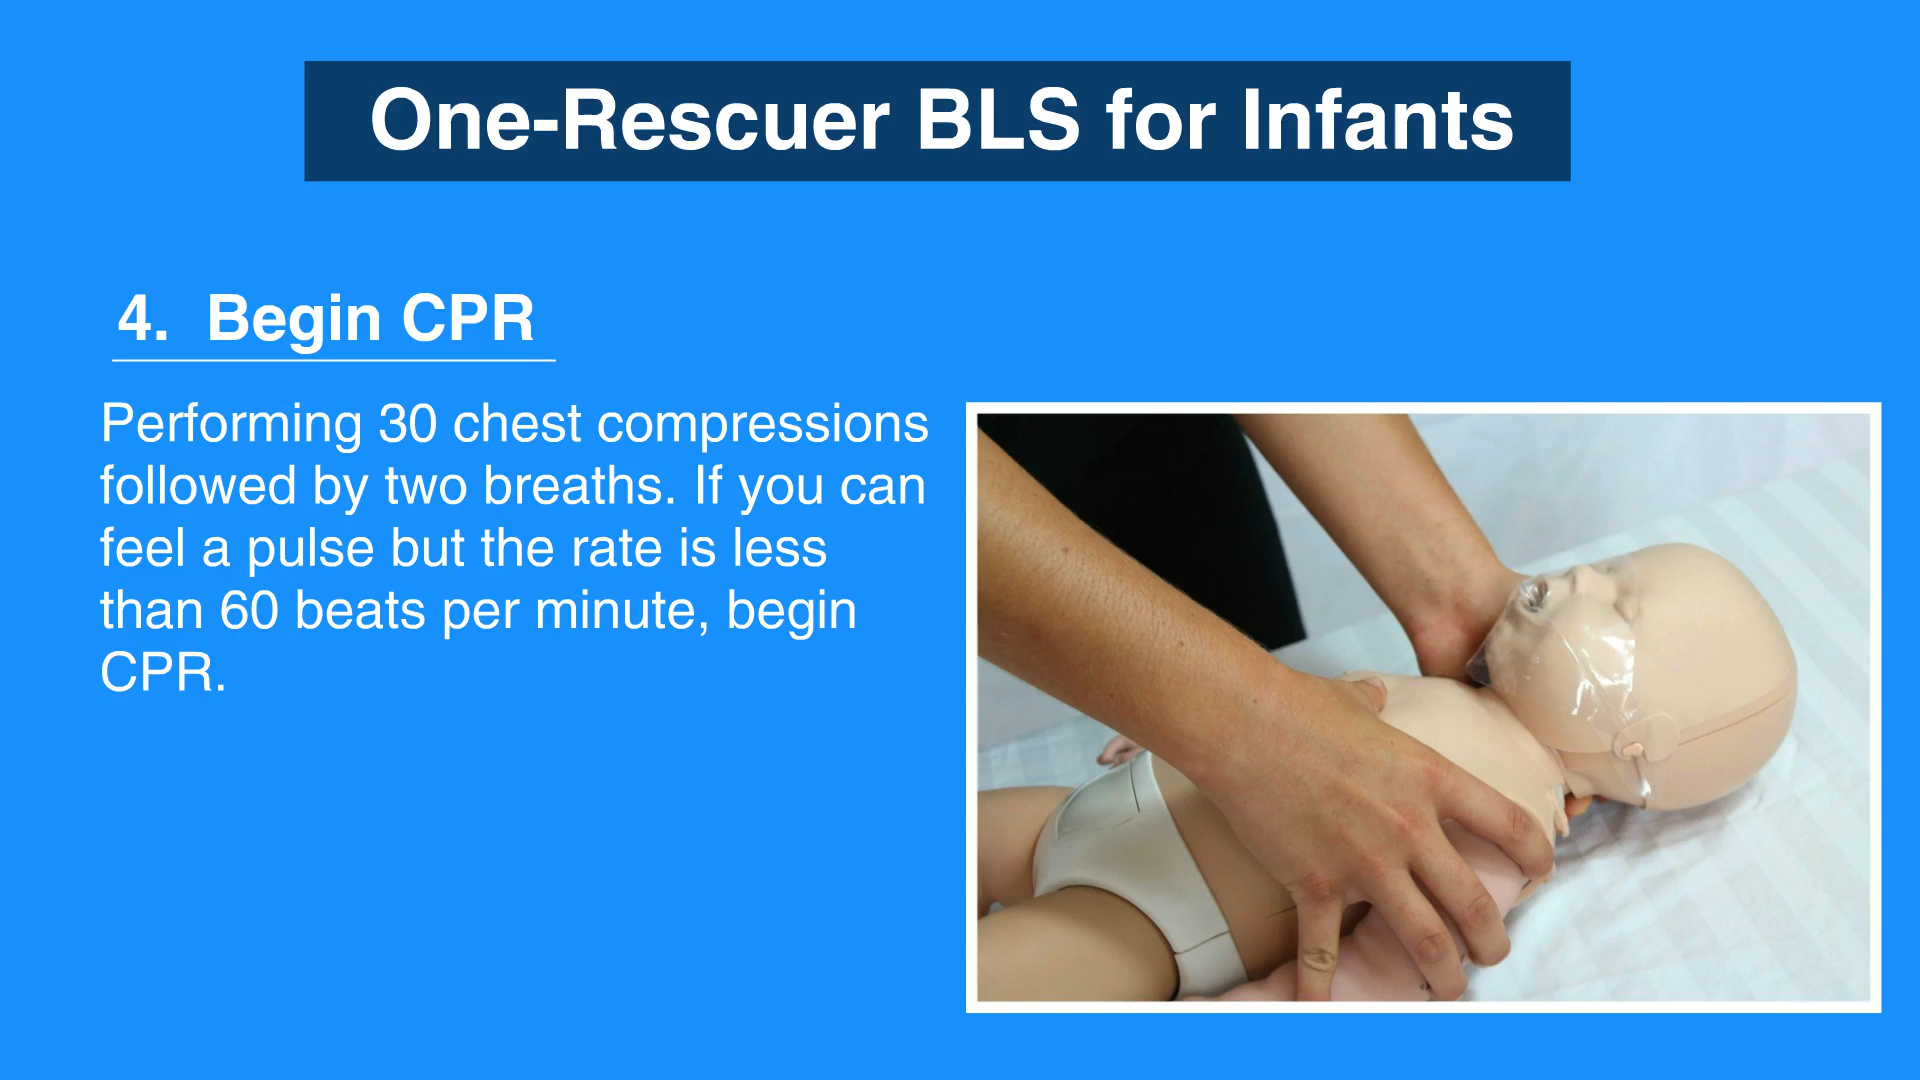 One-Rescuer BLS for Infants
4. Begin CPR
Performing 30 chest compressions
followed by two breaths. If you can
feel a pulse but the rate is less
than 60 beats per minute, begin
CPR.